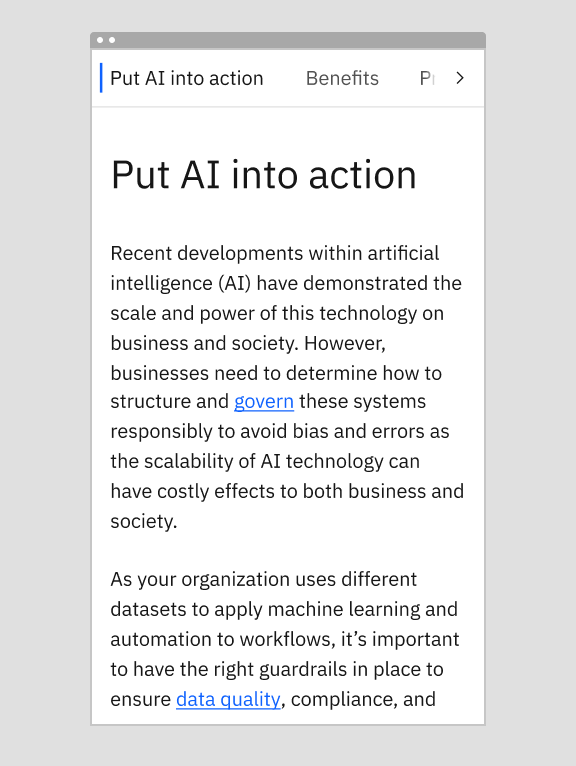 Put AI into action Benefits
Put AI into action
Recent developments within artificial
intelligence (AI) have demonstrated the
scale and power of this technology on
business and society. However,
businesses need to determine how to
structure and govern these systems
responsibly to avoid bias and errors as
the scalability of AI technology can
have costly effects to both business and
society.
As your organization uses different
datasets to apply machine learning and
automation to workflows, it’s important
to have the right guardrails in place to
ensure data quality, compliance, and